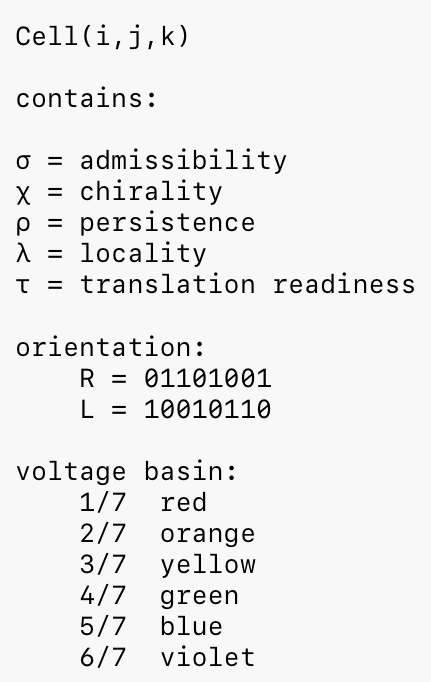 Cell(i,j,k)
contains:
σ = admissibility
χ = chirality
ρ = persistence
λ = locality
τ = translation readiness
orientation:
R = 01101001
L = 10010110
voltage basin:
1/7 red
2/7 orange
3/7 yellow
4/7 green
5/7 blue
6/7 violet